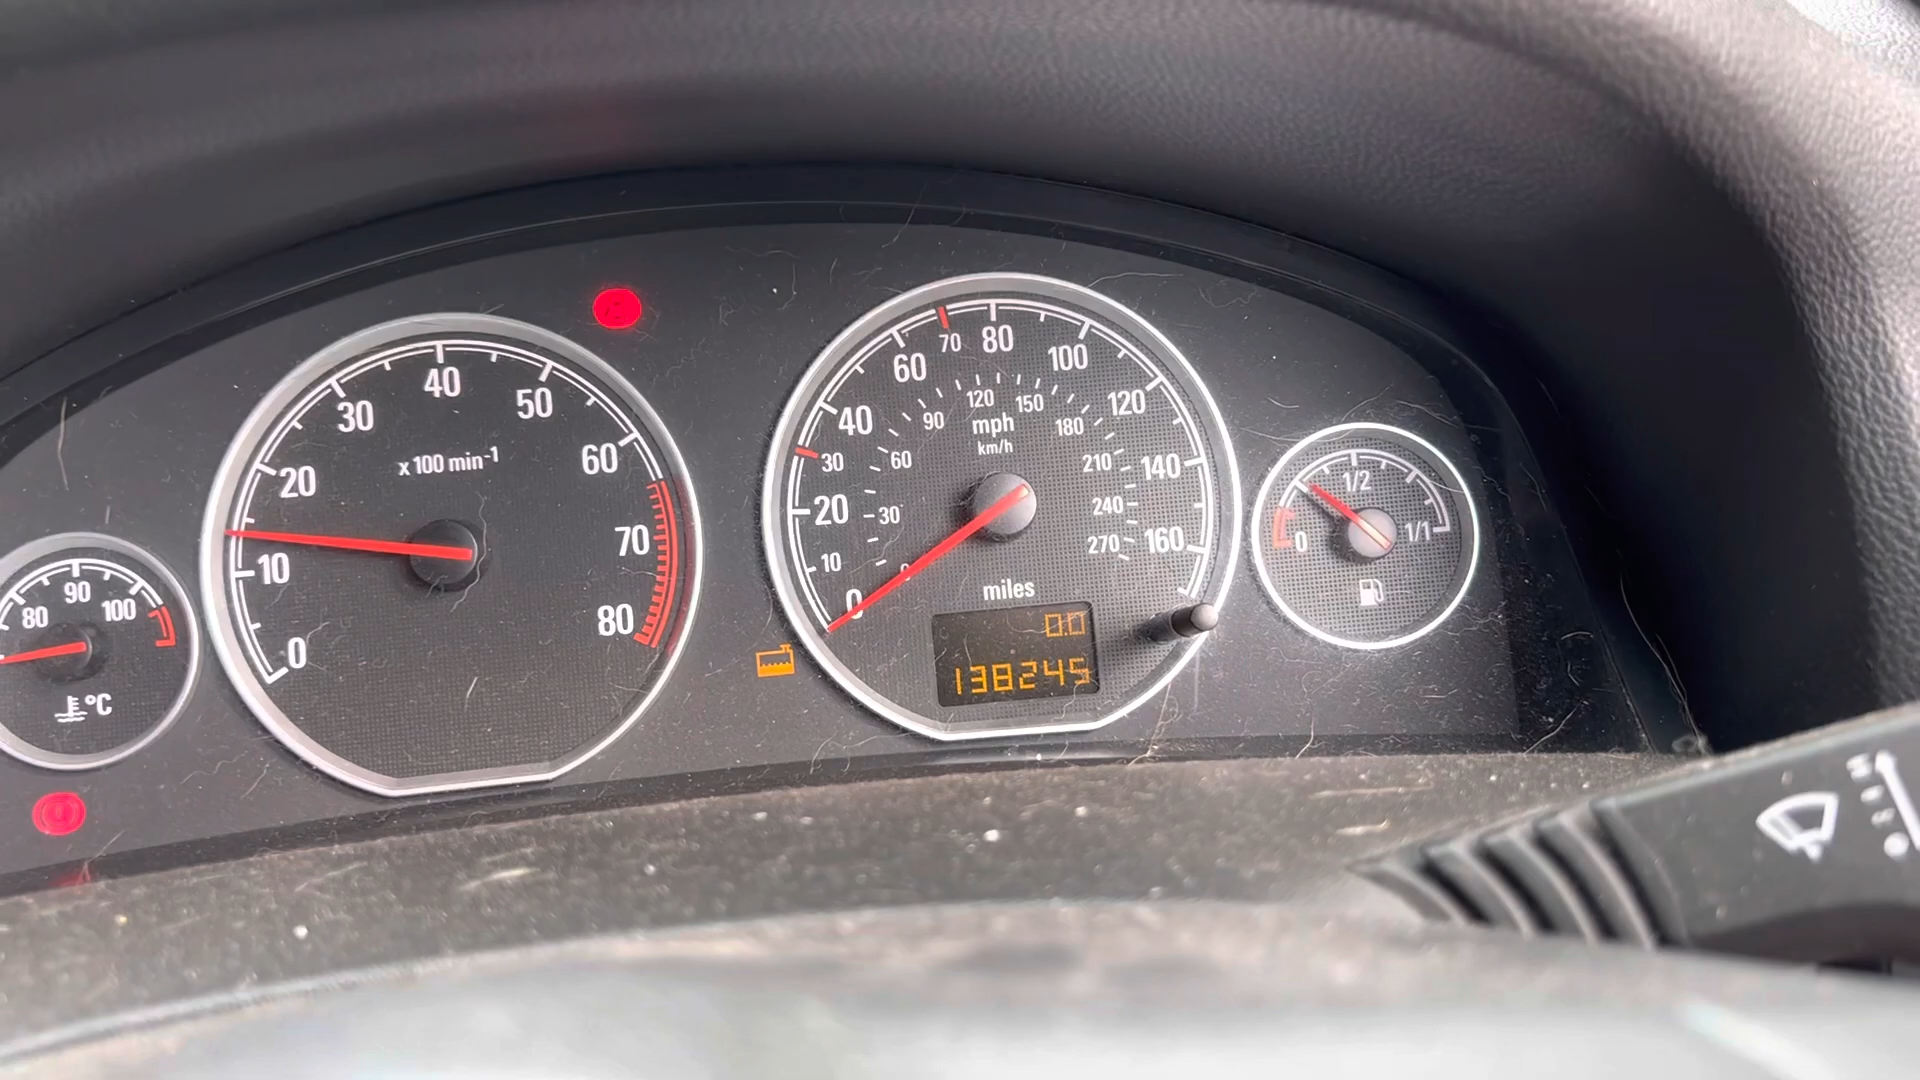 80 90 100
°C
0 10 20 30 40 50 60 70 80
x 100 min-1
0 10 20 30 40 60 70 80 100 120 140 160
30 60 90 120 150 180 210 240 270
mph
km/h
miles
0.0
138245
0 1/2 1/1